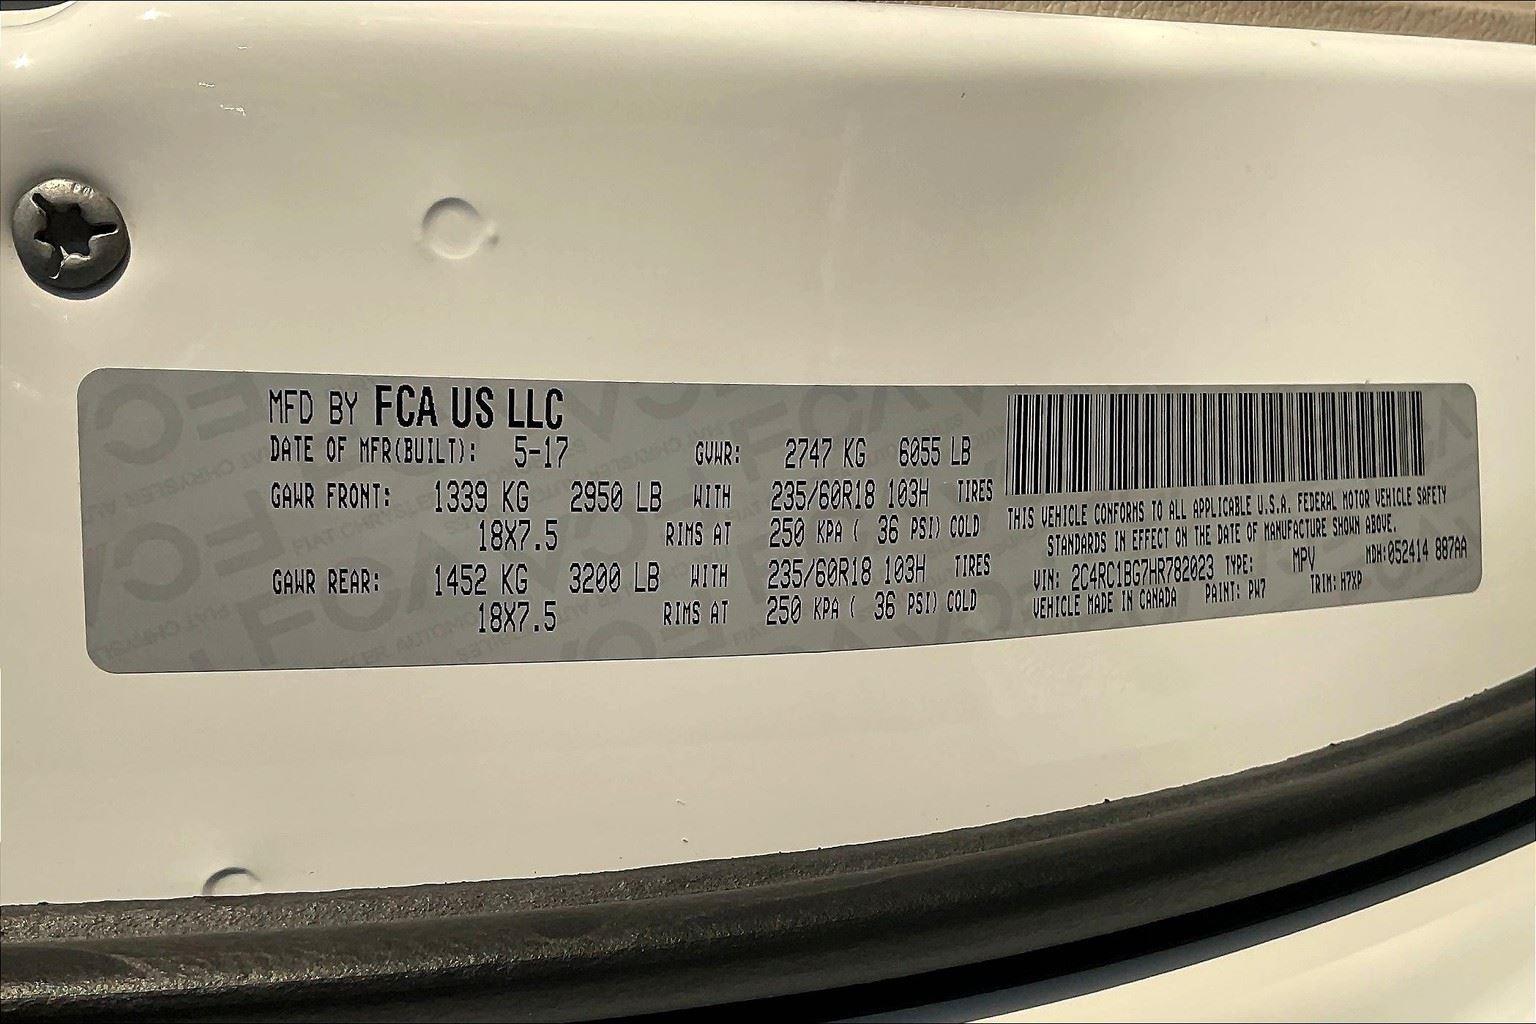 MFD BY FCA US LLC
DATE OF MFR(BUILT): 5-17 GVWR: 2747 KG 6055 LB
GAWR FRONT: 1339 KG 2950 LB WITH 235/60R18 103H TIRES
18X7.5 RIMS AT 250 KPA ( 36 PSI) COLD
GAWR REAR: 1452 KG 3200 LB WITH 235/60R18 103H TIRES
18X7.5 RIMS AT 250 KPA ( 36 PSI) COLD
THIS VEHICLE CONFORMS TO ALL APPLICABLE U.S.A. FEDERAL MOTOR VEHICLE SAFETY
STANDARDS IN EFFECT ON THE DATE OF MANUFACTURE SHOWN ABOVE.
VIN: 2C4RC1BG7HR782023 TYPE: MPV MDH:052414 887AA
VEHICLE MADE IN CANADA PAINT: PW7 TRIM: H7XP